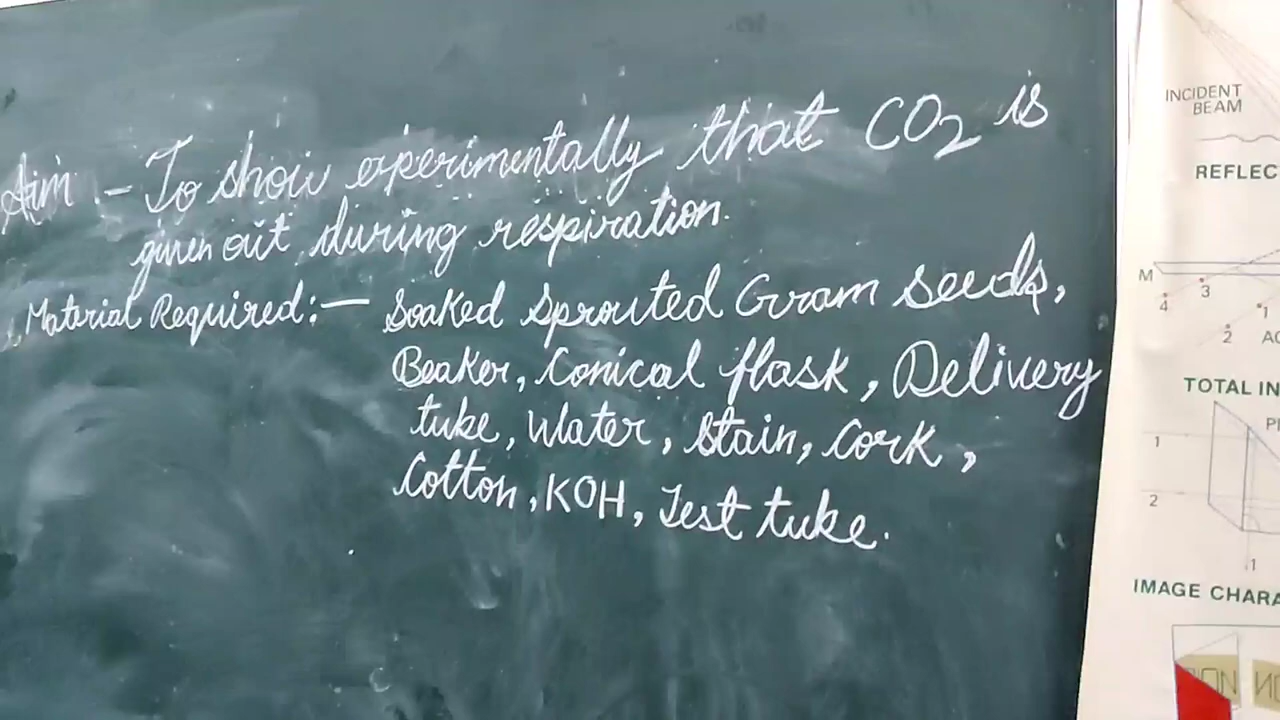 Aim :- To show experimentally that CO2 is
given out during respiration.
Material Required:— Soaked Sprouted Gram seeds,
Beaker, Conical flask, Delivery
tube, Water, Stain, Cork,
Cotton, KOH, Test tube.
INCIDENT
BEAM
REFLEC
M
4
3
1
2
TOTAL IN
1
2
1
IMAGE CHARA